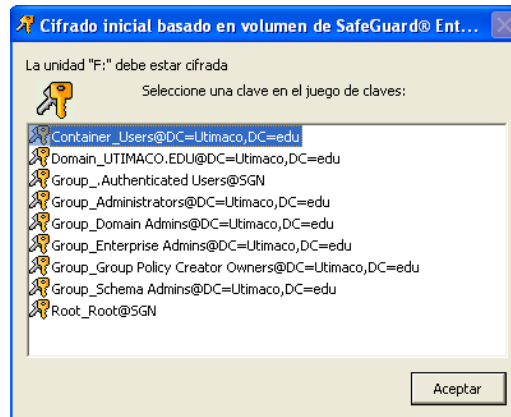 Cifrado inicial basado en volumen de SafeGuard® Ent...
La unidad "F:" debe estar cifrada
Seleccione una clave en el juego de claves:
Container_Users@DC=Utimaco,DC=edu
Domain_UTIMACO.EDU@DC=Utimaco,DC=edu
Group_.Authenticated Users@SGN
Group_Administrators@DC=Utimaco,DC=edu
Group_Domain Admins@DC=Utimaco,DC=edu
Group_Enterprise Admins@DC=Utimaco,DC=edu
Group_Group Policy Creator Owners@DC=Utimaco,DC=edu
Group_Schema Admins@DC=Utimaco,DC=edu
Root_Root@SGN
Aceptar